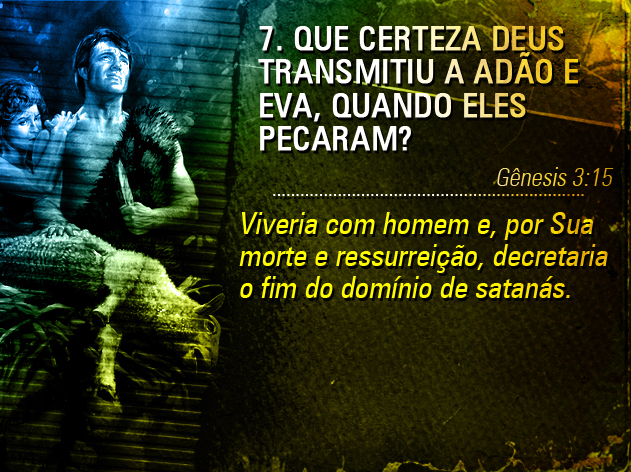 7. QUE CERTEZA DEUS
TRANSMITIU A ADÃO E
EVA, QUANDO ELES
PECARAM?
Gênesis 3:15
Viveria com homem e, por Sua
morte e ressurreição, decretaria
o fim do domínio de satanás.